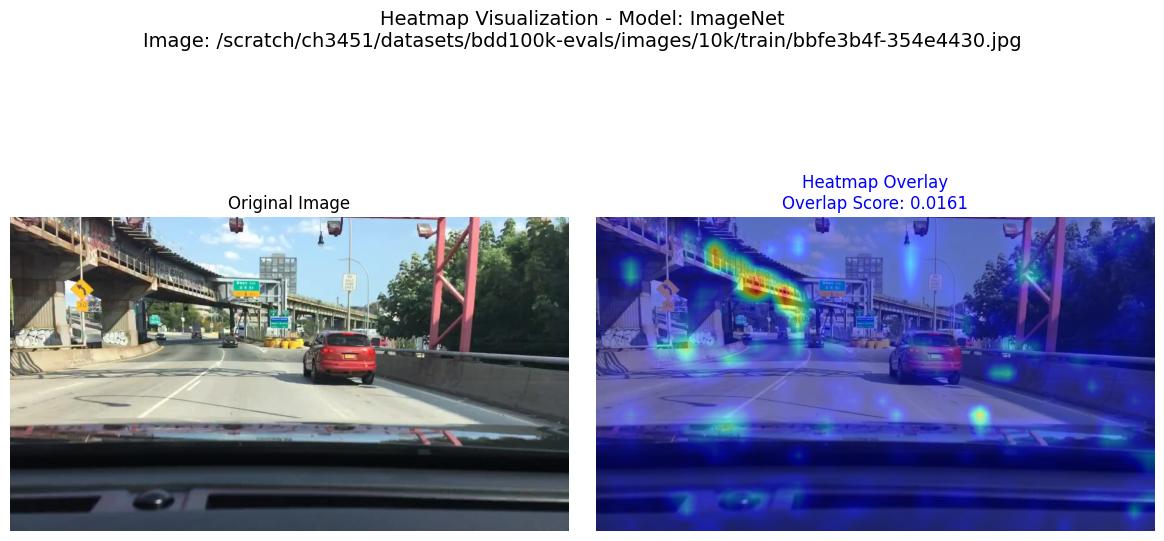 Heatmap Visualization - Model: ImageNet
Image: /scratch/ch3451/datasets/bdd100k-evals/images/10k/train/bbfe3b4f-354e4430.jpg
Original Image
Heatmap Overlay
Overlap Score: 0.0161